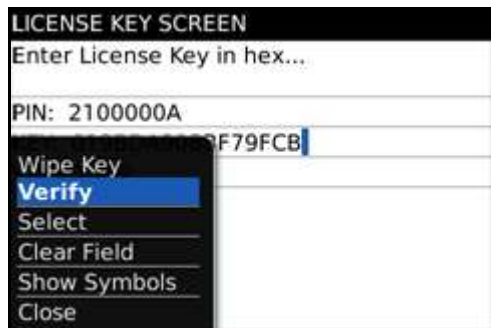 LICENSE KEY SCREEN
Enter License Key in hex...
PIN: 2100000A
F79FCB
Wipe Key
Verify
Select
Clear Field
Show Symbols
Close